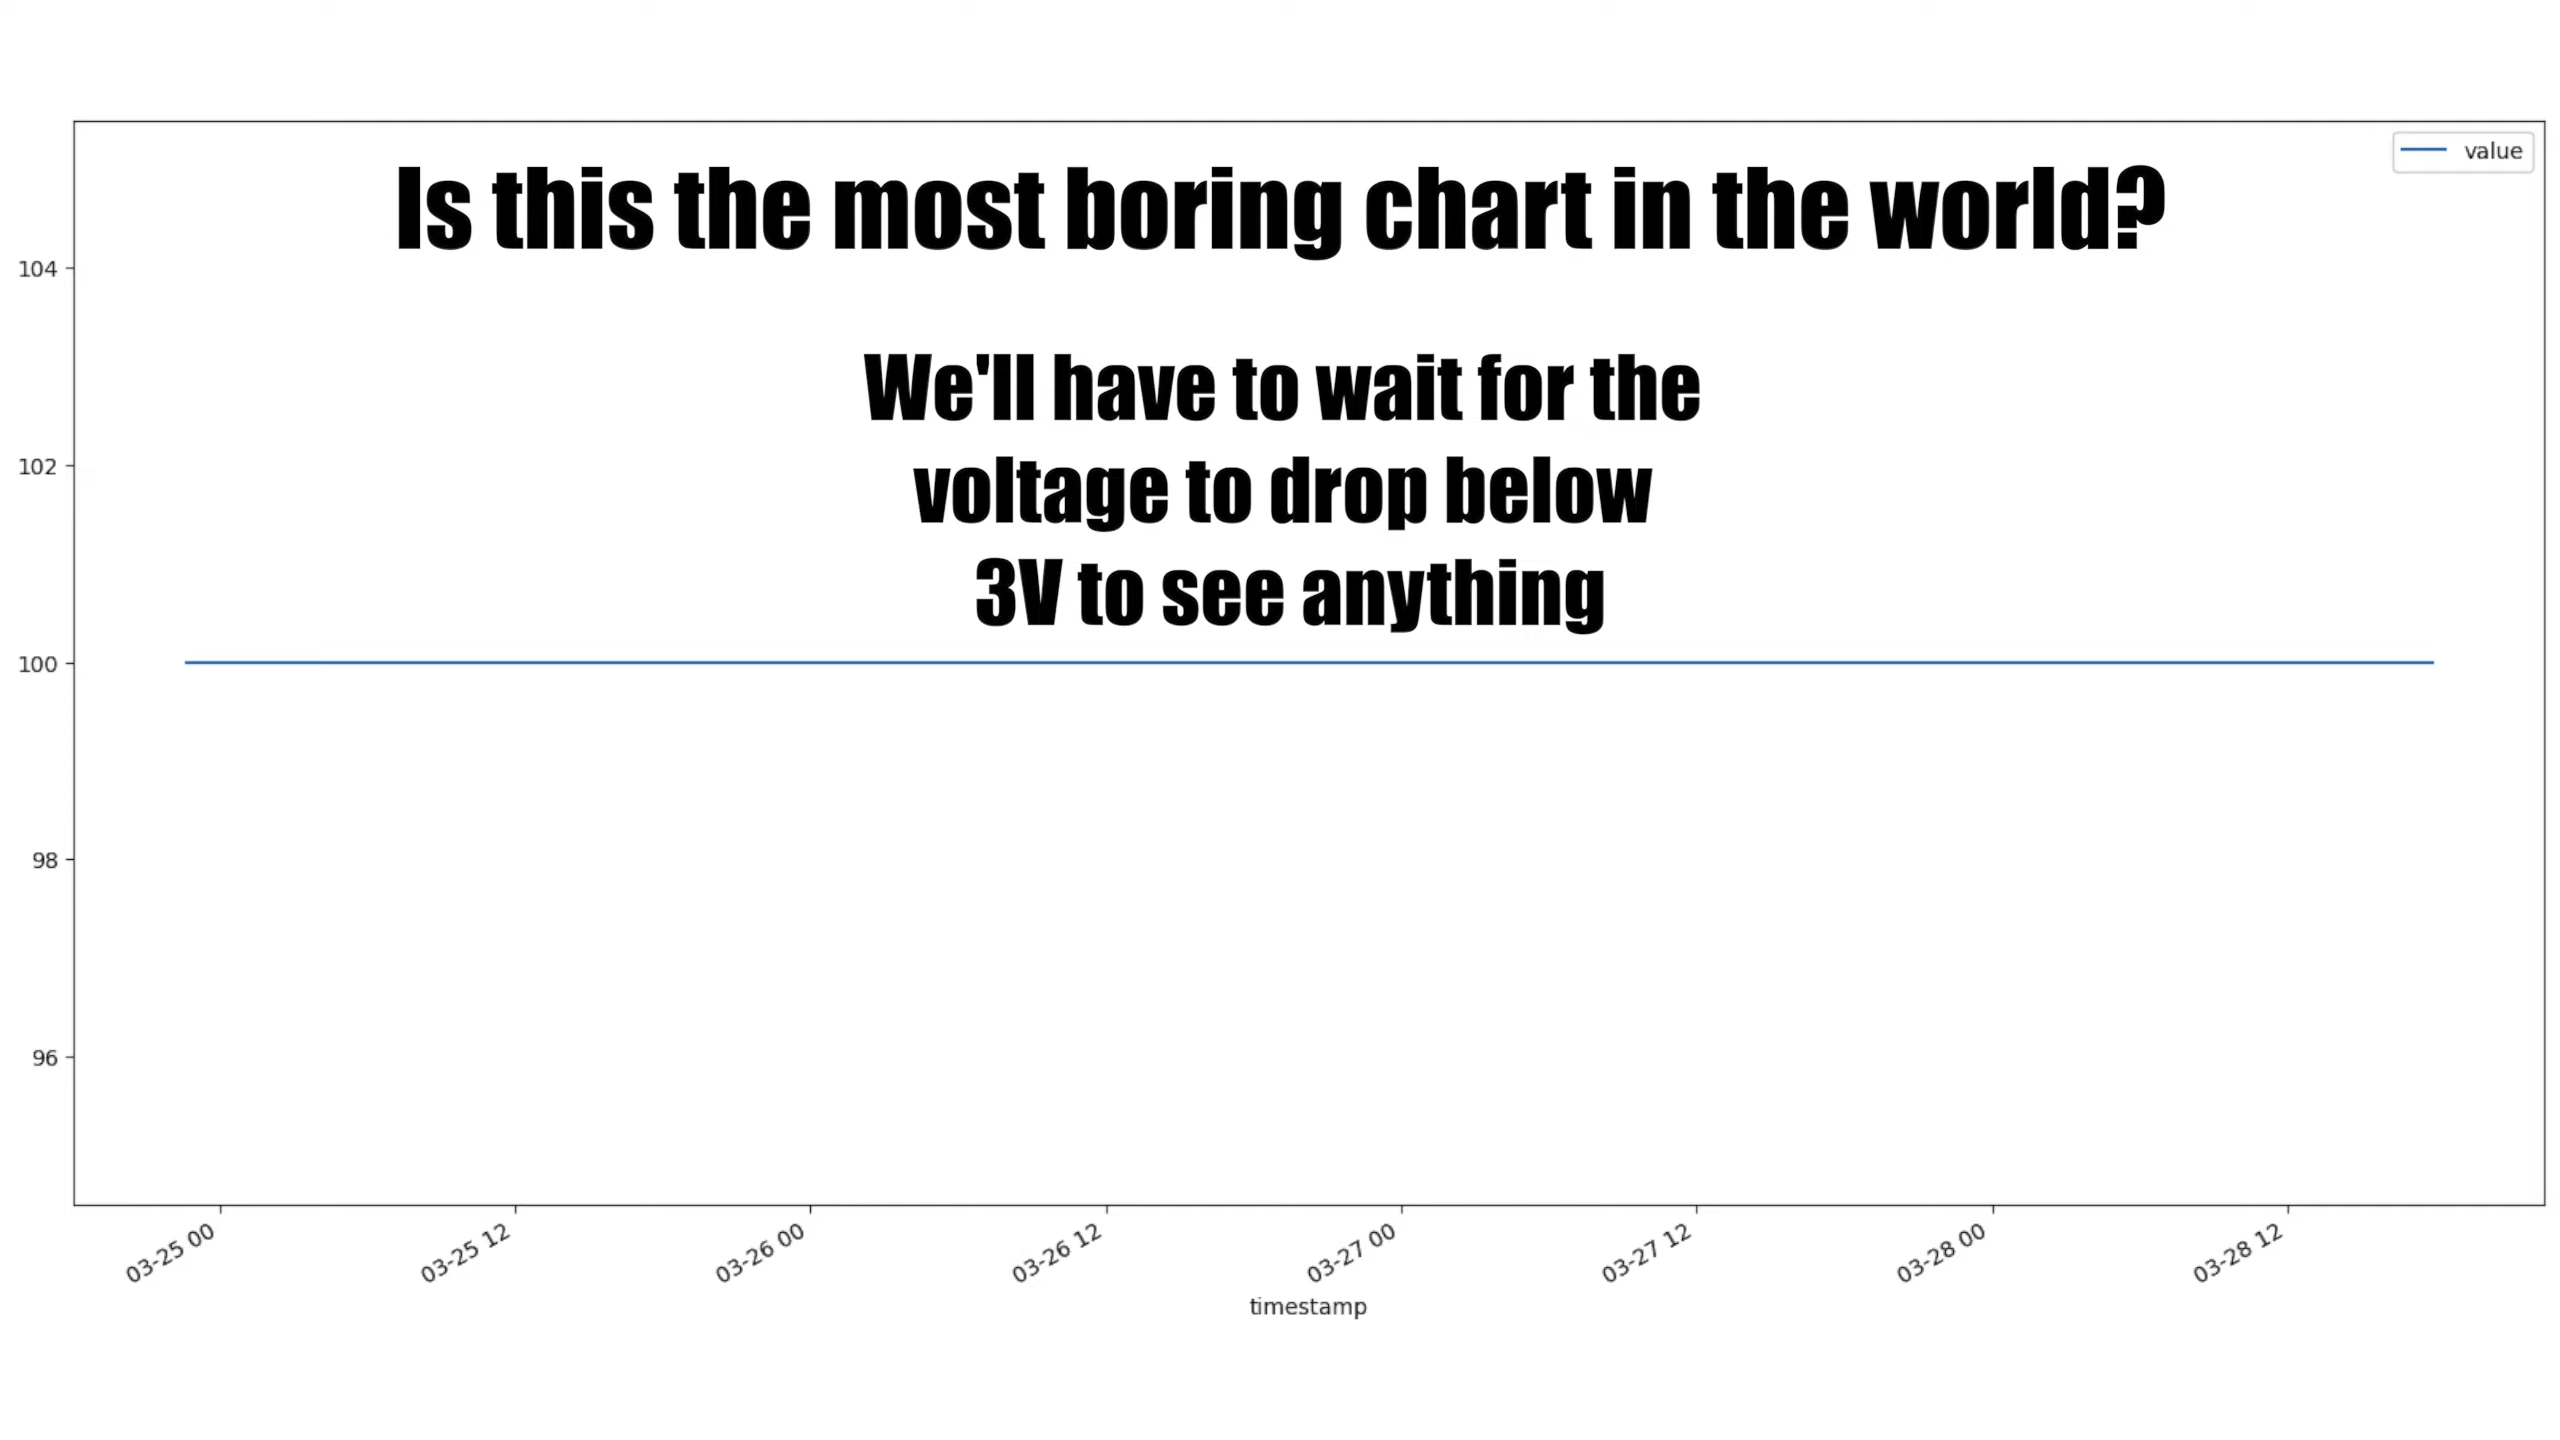 value
Is this the most boring chart in the world?
104
We'll have to wait for the
102
voltage to drop below
3V to see anything
100
98
96
03-25 00
03-25 12
03-26 00
03-26 12
03-27 00
03-27 12
03-28 00
03-28 12
timestamp